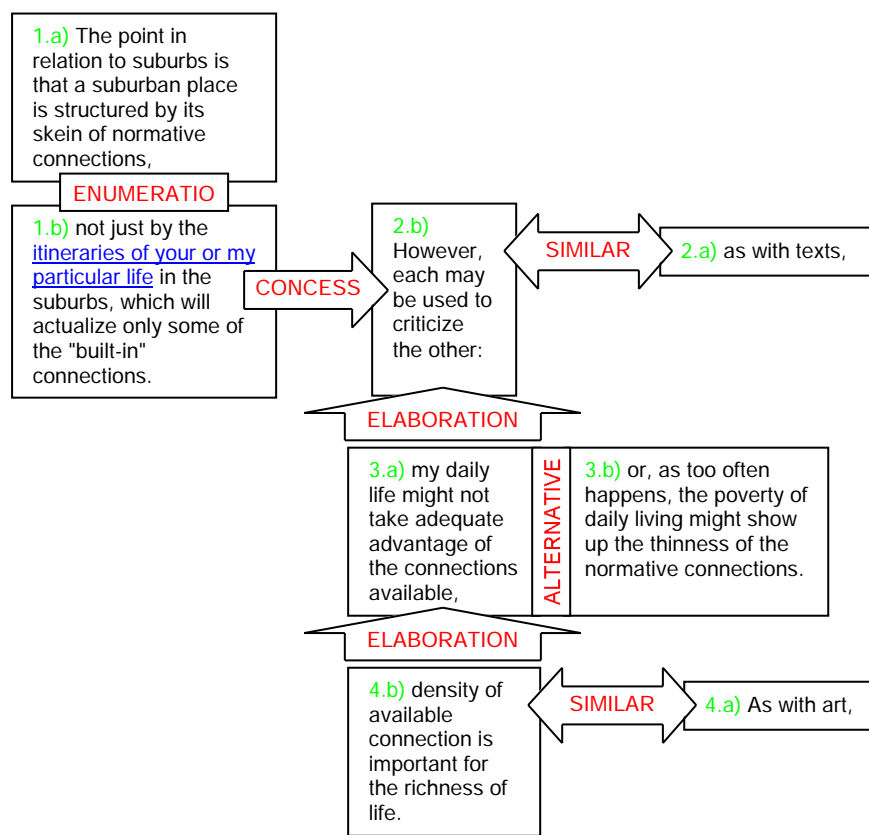 1.a) The point in
relation to suburbs is
that a suburban place
is structured by its
skein of normative
connections,
ENUMERATIO
1.b) not just by the
itineraries of your or my
particular life in the
suburbs, which will
actualize only some of
the "built-in"
connections.
CONCESS
2.b)
However,
each may
be used to
criticize
the other:
SIMILAR
2.a) as with texts,
ELABORATION
3.a) my daily
life might not
take adequate
advantage of
the connections
available,
ALTERNATIVE
3.b) or, as too often
happens, the poverty of
daily living might show
up the thinness of the
normative connections.
ELABORATION
4.b) density of
available
connection is
important for
the richness of
life.
SIMILAR
4.a) As with art,